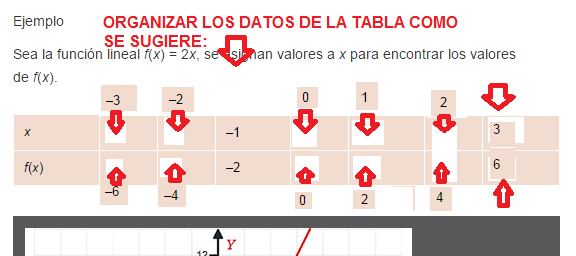 Ejemplo ORGANIZAR LOS DATOS DE LA TABLA COMO
SE SUGIERE:
Sea la función lineal f(x) = 2x, se asignan valores a x para encontrar los valores
de f(x).
–3 –2 0 1 2
x –1 3
f(x) –2 6
–6 –4 0 2 4
12 Y